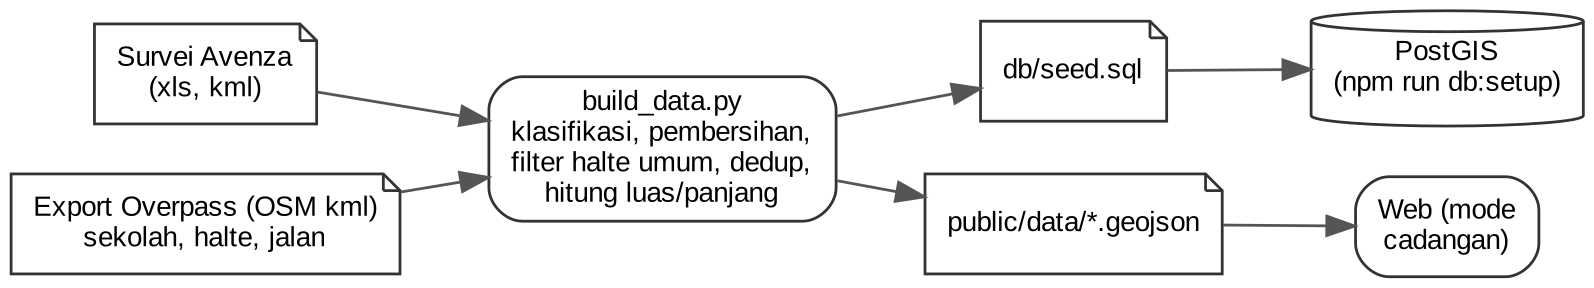 Survei Avenza
(xls, kml)
Export Overpass (OSM kml)
sekolah, halte, jalan
build_data.py
klasifikasi, pembersihan,
filter halte umum, dedup,
hitung luas/panjang
db/seed.sql
public/data/*.geojson
PostGIS
(npm run db:setup)
Web (mode
cadangan)